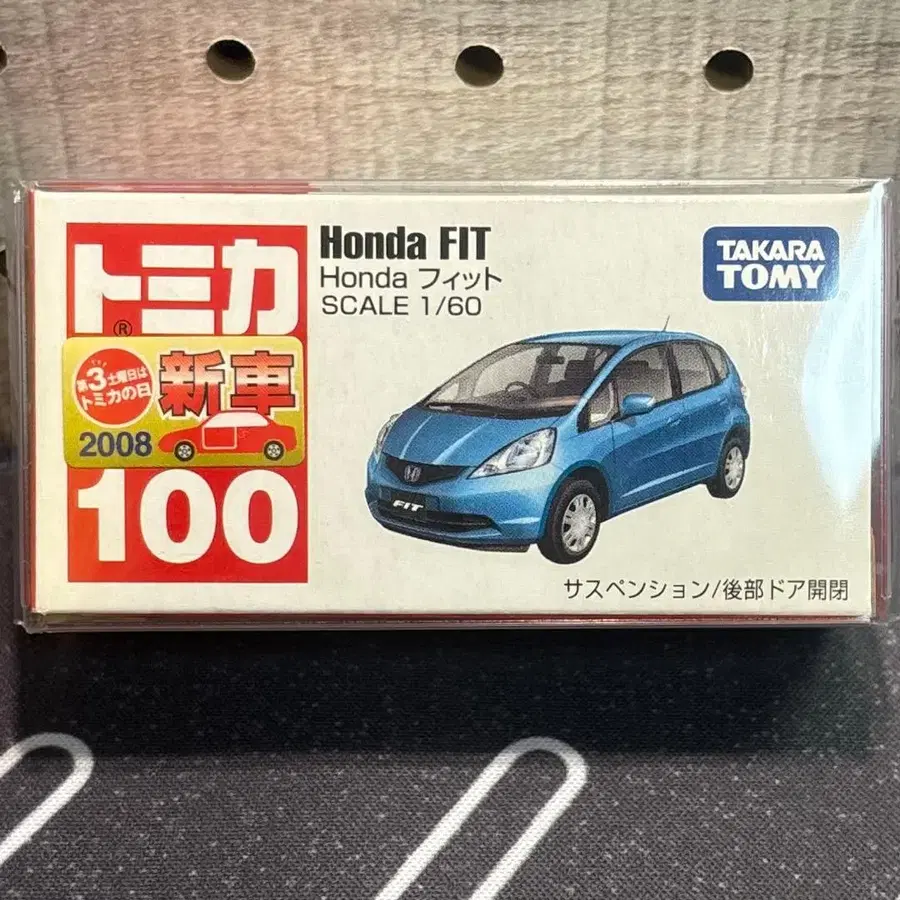 トミカ
®
第3土曜日は
トミカの日
新車
2008
100
Honda FIT
Honda フィット
SCALE 1/60
TAKARA
TOMY
FIT
サスペンション/後部ドア開閉